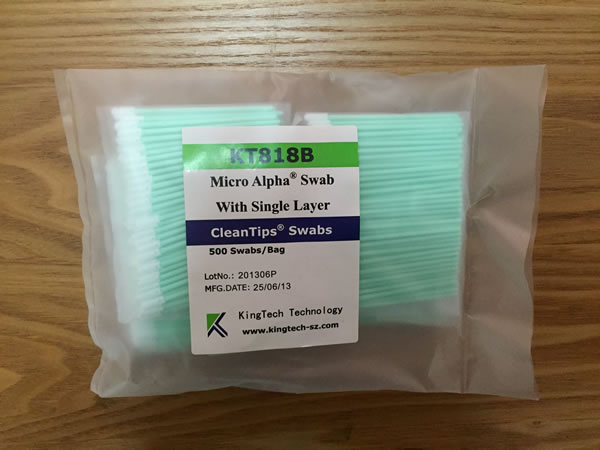 KT818B
Micro Alpha® Swab
With Single Layer
CleanTips® Swabs
500 Swabs/Bag
LotNo.: 201306P
MFG.DATE: 25/06/13
KingTech Technology
www.kingtech-sz.com